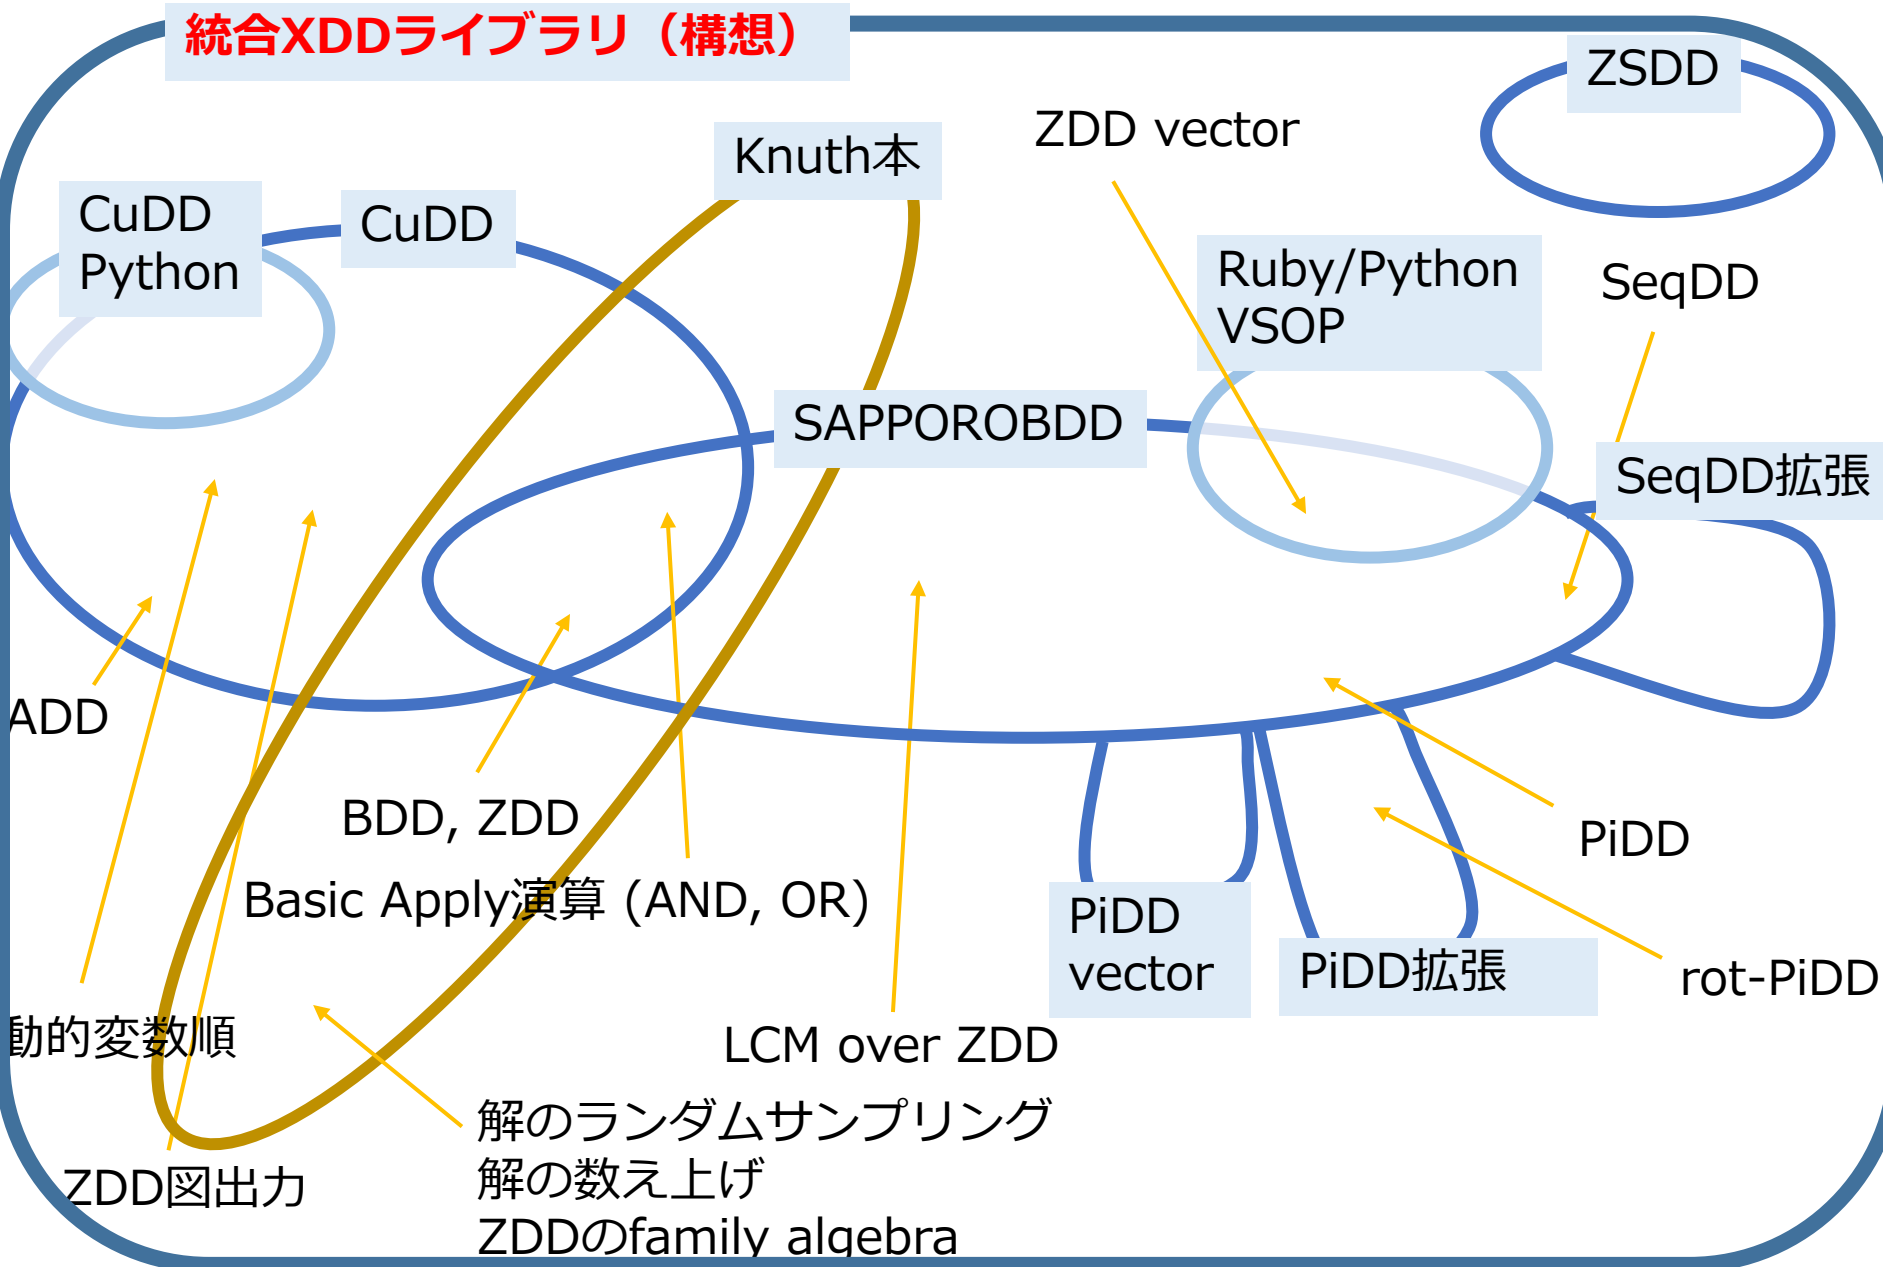 統合XDDライブラリ（構想）
ZSDD
ZDD vector
Knuth本
CuDD
Python
CuDD
Ruby/Python
VSOP
SeqDD
SAPPOROBDD
SeqDD拡張
ADD
BDD, ZDD
PiDD
Basic Apply演算 (AND, OR)
PiDD
vector
PiDD拡張
rot-PiDD
動的変数順
LCM over ZDD
解のランダムサンプリング
解の数え上げ
ZDDのfamily algebra
ZDD図出力